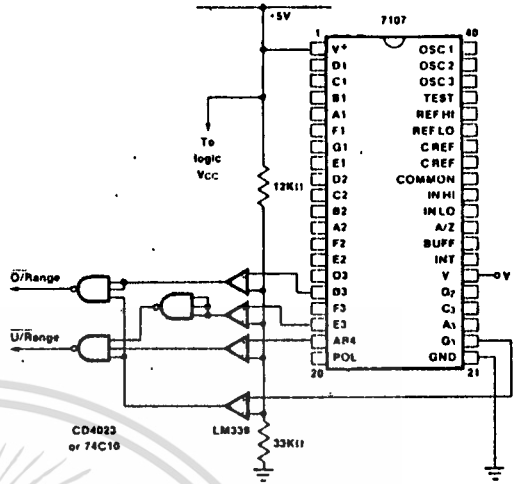 +5V
1
7107
40
V+
D1
C1
B1
A1
F1
G1
E1
D2
C2
B2
A2
F2
E2
D3
B3
F3
E3
AB4
POL
20
OSC 1
OSC 2
OSC 3
TEST
REF HI
REF LO
C REF
C REF
COMMON
IN HI
IN LO
A/Z
BUFF
INT
V
G2
C3
A3
G3
GND
21
V
To
logic
VCC
12KΩ
O/Range
U/Range
CD4023
or 74C10
LM339
33KΩ